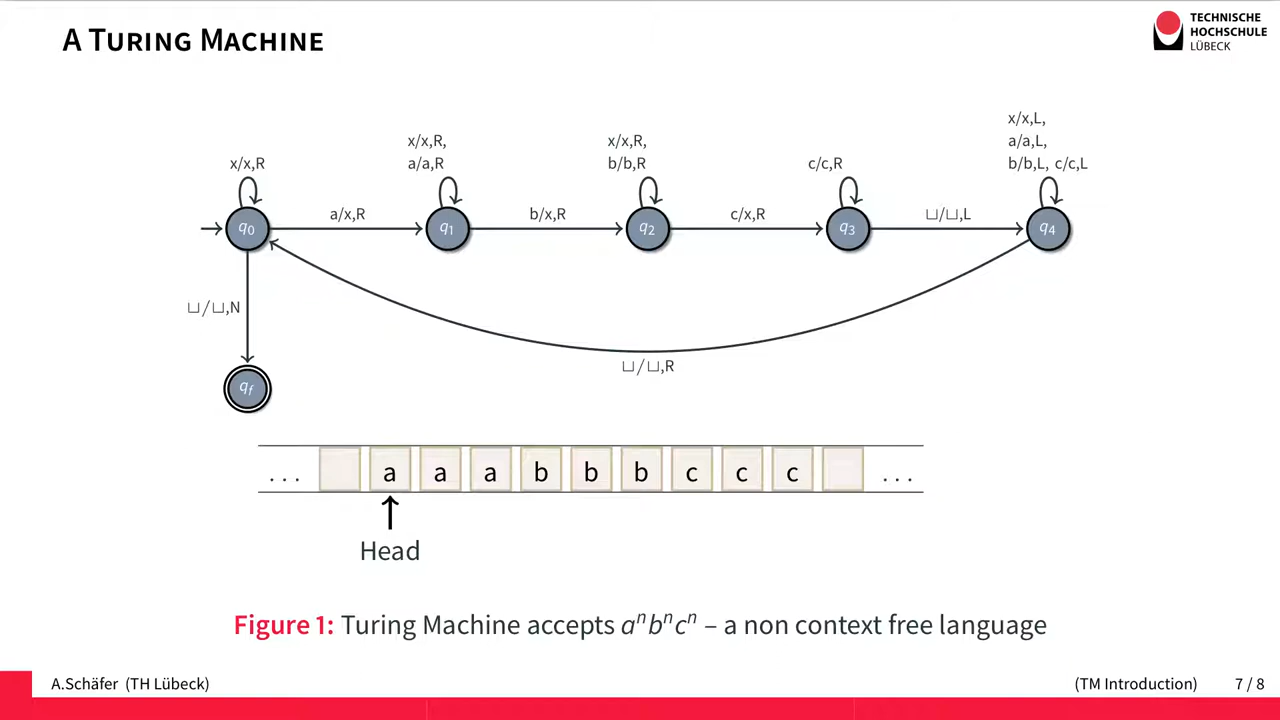 A TURING MACHINE
TECHNISCHE
HOCHSCHULE
LÜBECK
x/x,R
x/x,R,
a/a,R
x/x,R,
b/b,R
c/c,R
x/x,L,
a/a,L,
b/b,L, c/c,L
q₀
a/x,R
q₁
b/x,R
q₂
c/x,R
q₃
⊔/⊔,L
q₄
⊔/⊔,N
⊔/⊔,R
q_f
... a a a b b b c c c ...
Head
Figure 1: Turing Machine accepts aⁿbⁿcⁿ – a non context free language
A.Schäfer (TH Lübeck) (TM Introduction) 7 / 8